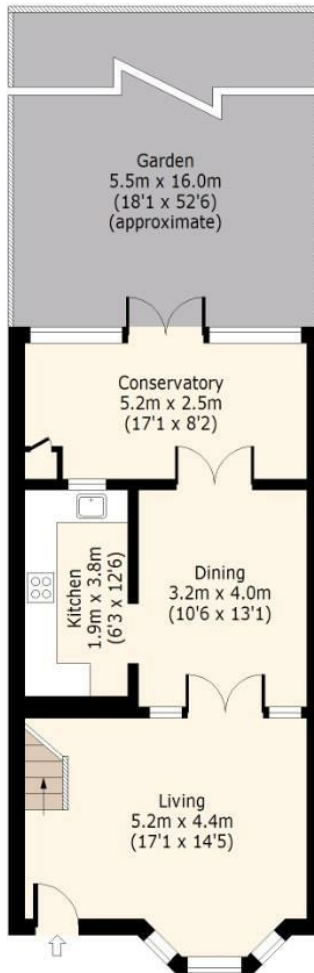 Garden
5.5m x 16.0m
(18'1 x 52'6)
(approximate)
Conservatory
5.2m x 2.5m
(17'1 x 8'2)
Kitchen
1.9m x 3.8m
(6'3 x 12'6)
Dining
3.2m x 4.0m
(10'6 x 13'1)
Living
5.2m x 4.4m
(17'1 x 14'5)